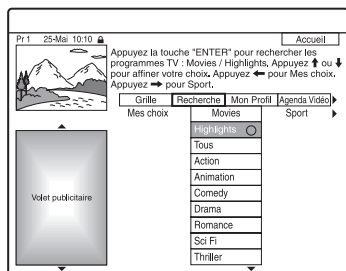 Pr 1 25-Mai 10:10
Accueil
Appuyez la touche "ENTER" pour rechercher les
programmes TV : Movies / Highlights. Appuyez ↑ ou ↓
pour affiner votre choix. Appuyez ← pour Mes choix.
Appuyez → pour Sport.
Grille Recherche Mon Profil Agenda Vidéo
Mes choix Movies Sport
Highlights
Tous
Action
Animation
Comedy
Drama
Romance
Sci Fi
Thriller
Volet publicitaire